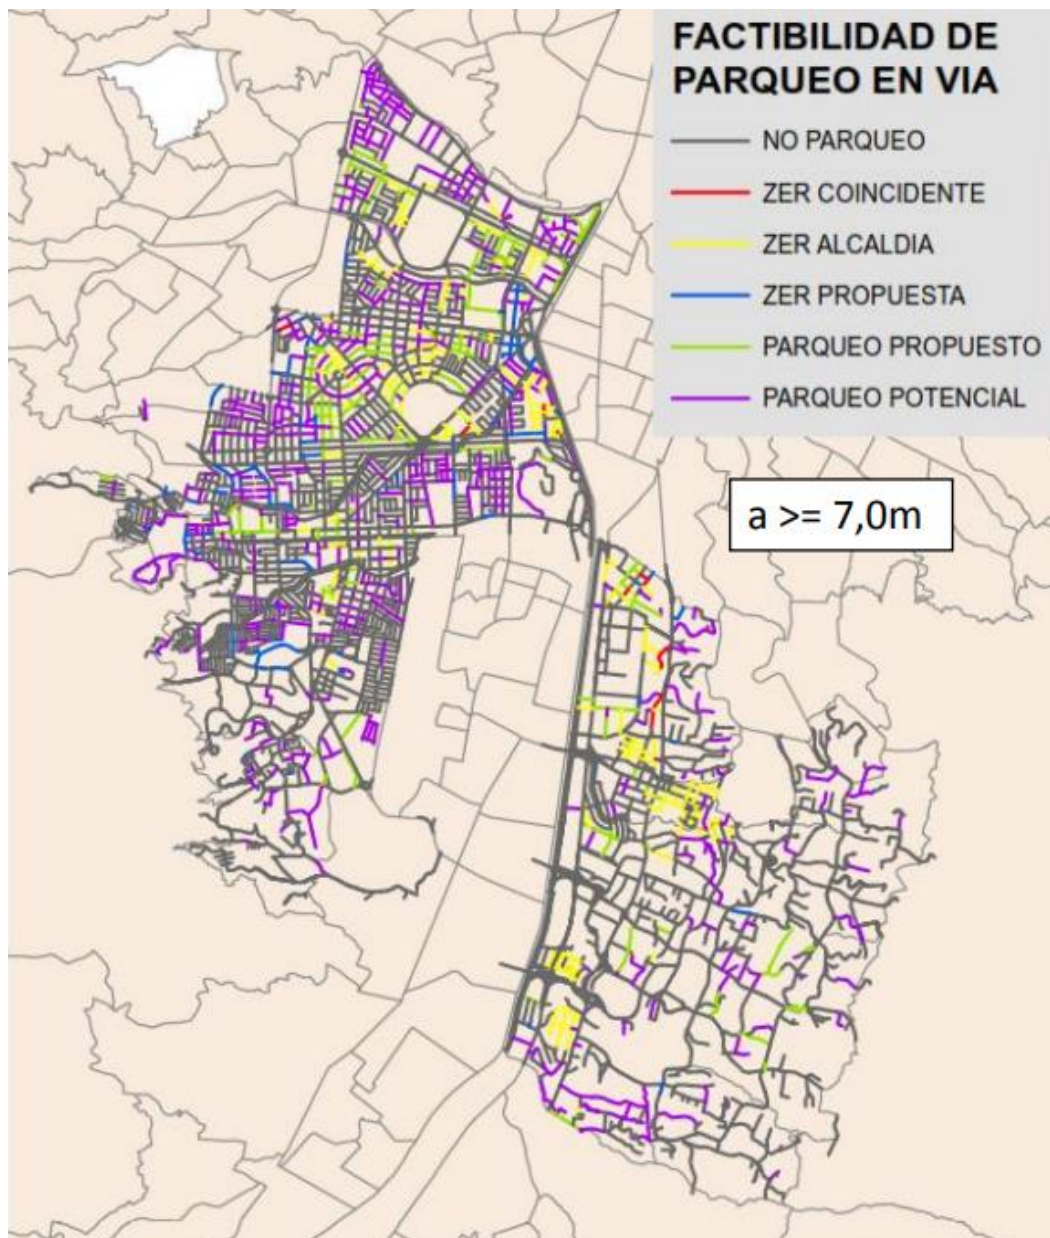 FACTIBILIDAD DE
PARQUEO EN VIA
NO PARQUEO
ZER COINCIDENTE
ZER ALCALDIA
ZER PROPUESTA
PARQUEO PROPUESTO
PARQUEO POTENCIAL
a >= 7,0m